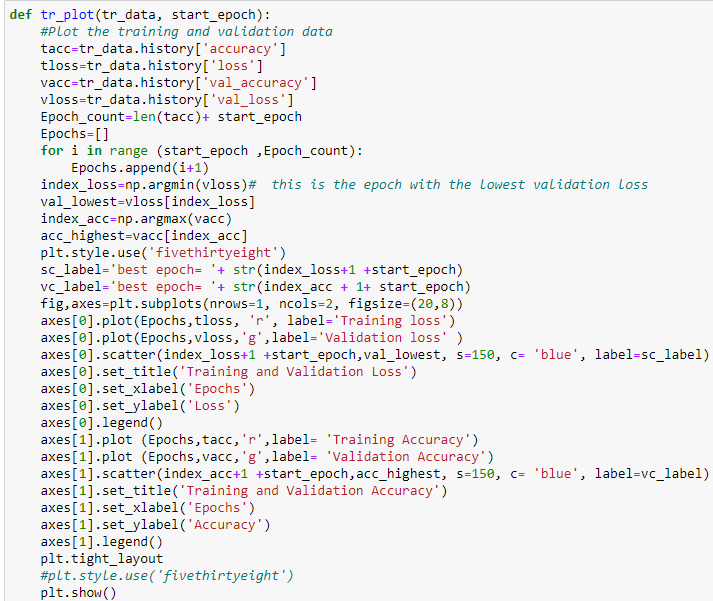 def tr_plot(tr_data, start_epoch):
    #Plot the training and validation data
    tacc=tr_data.history['accuracy']
    tloss=tr_data.history['loss']
    vacc=tr_data.history['val_accuracy']
    vloss=tr_data.history['val_loss']
    Epoch_count=len(tacc)+ start_epoch
    Epochs=[]
    for i in range (start_epoch ,Epoch_count):
        Epochs.append(i+1)
    index_loss=np.argmin(vloss)#  this is the epoch with the lowest validation loss
    val_lowest=vloss[index_loss]
    index_acc=np.argmax(vacc)
    acc_highest=vacc[index_acc]
    plt.style.use('fivethirtyeight')
    sc_label='best epoch= '+ str(index_loss+1 +start_epoch)
    vc_label='best epoch= '+ str(index_acc + 1+ start_epoch)
    fig,axes=plt.subplots(nrows=1, ncols=2, figsize=(20,8))
    axes[0].plot(Epochs,tloss, 'r', label='Training loss')
    axes[0].plot(Epochs,vloss,'g',label='Validation loss' )
    axes[0].scatter(index_loss+1 +start_epoch,val_lowest, s=150, c= 'blue', label=sc_label)
    axes[0].set_title('Training and Validation Loss')
    axes[0].set_xlabel('Epochs')
    axes[0].set_ylabel('Loss')
    axes[0].legend()
    axes[1].plot (Epochs,tacc,'r',label= 'Training Accuracy')
    axes[1].plot (Epochs,vacc,'g',label= 'Validation Accuracy')
    axes[1].scatter(index_acc+1 +start_epoch,acc_highest, s=150, c= 'blue', label=vc_label)
    axes[1].set_title('Training and Validation Accuracy')
    axes[1].set_xlabel('Epochs')
    axes[1].set_ylabel('Accuracy')
    axes[1].legend()
    plt.tight_layout
    #plt.style.use('fivethirtyeight')
    plt.show()